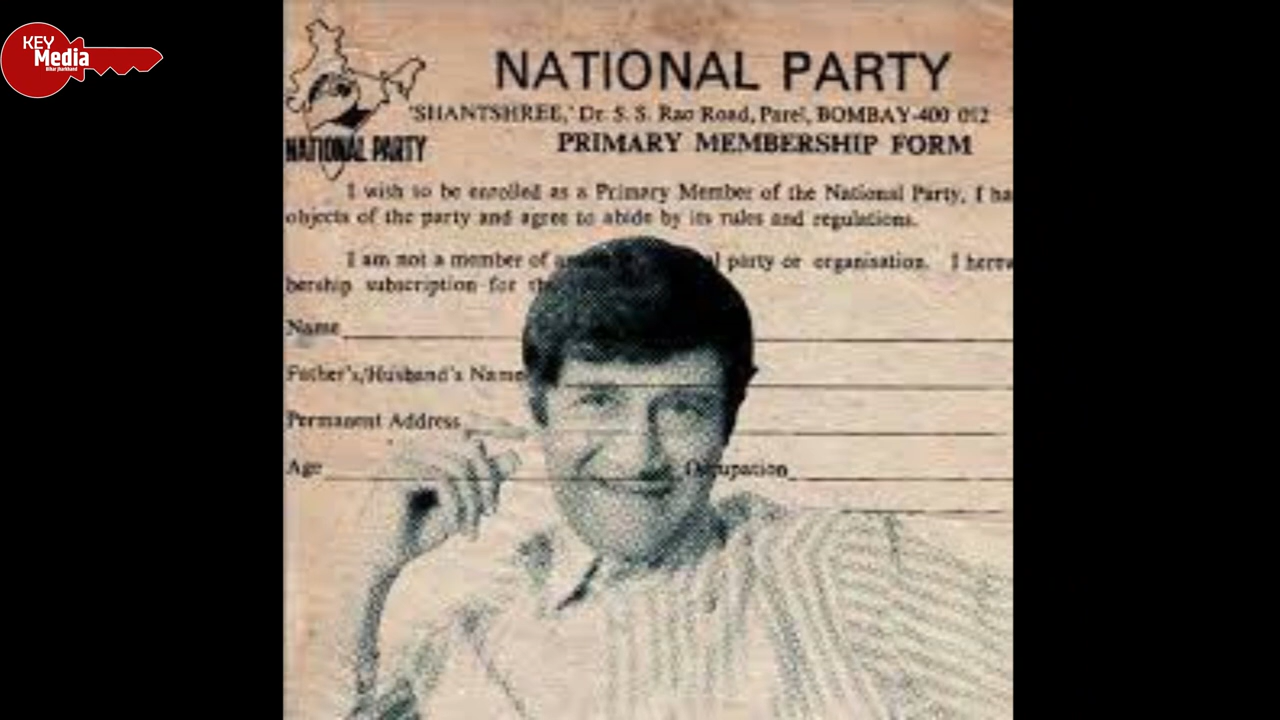 KEY
Media
Bihar Jharkhand
NATIONAL PARTY
'SHANTSHREE,' Dr. S. S. Rao Road, Parel, BOMBAY-400 012
NATIONAL PARTY
PRIMARY MEMBERSHIP FORM
I wish to be enrolled as a Primary Member of the National Party, I ha
objects of the party and agree to abide by its rules and regulations.
I am not a member of party or organisation. I herew
bership subscription for
Name
Father's/Husband's Name
Permanent Address
Age Occupation